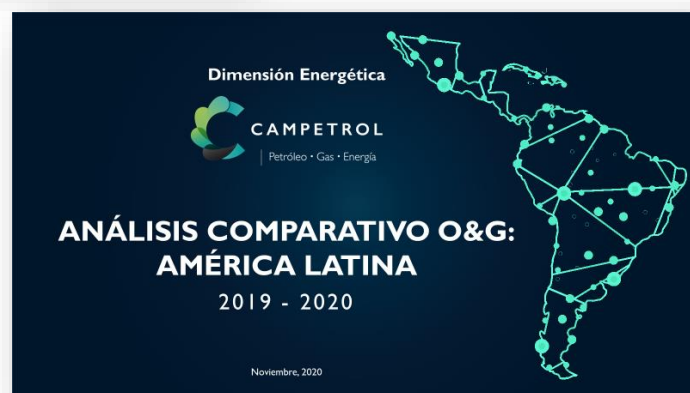 Dimensión Energética
CAMPETROL
Petróleo • Gas • Energía
ANÁLISIS COMPARATIVO O&G:
AMÉRICA LATINA
2019 - 2020
Noviembre, 2020